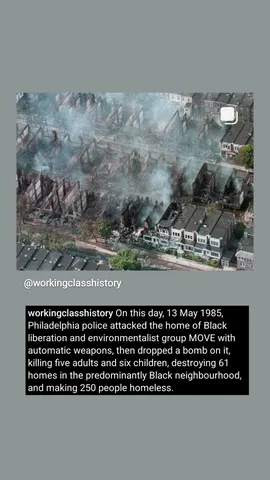 @workingclasshistory
workingclasshistory On this day, 13 May 1985,
Philadelphia police attacked the home of Black
liberation and environmentalist group MOVE with
automatic weapons, then dropped a bomb on it,
killing five adults and six children, destroying 61
homes in the predominantly Black neighbourhood,
and making 250 people homeless.